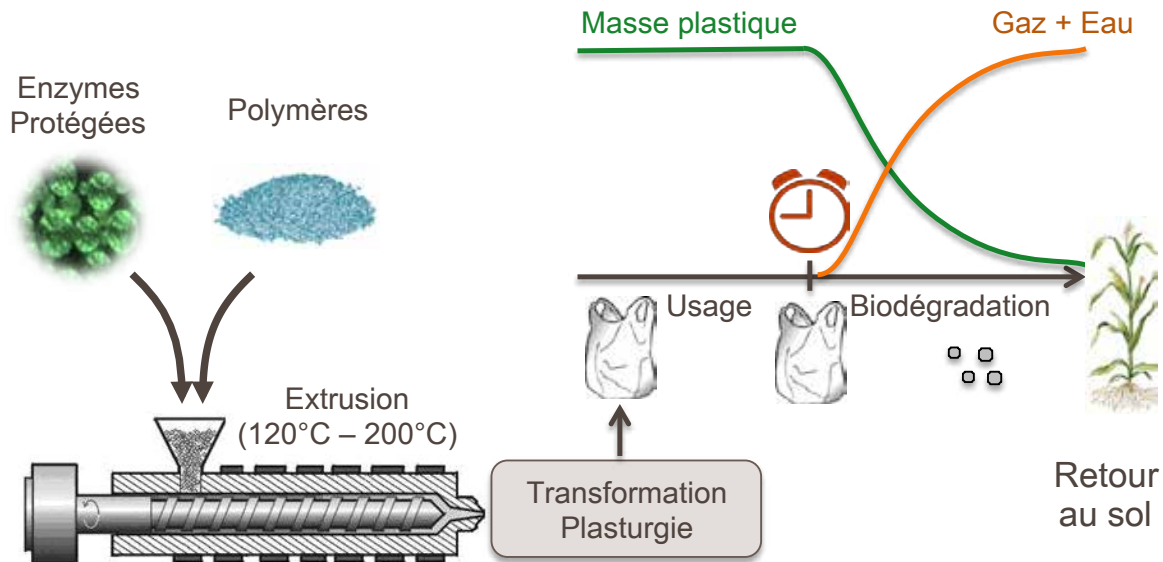 Masse plastique
Gaz + Eau
Enzymes
Protégées
Polymères
Usage
Biodégradation
Extrusion
(120°C – 200°C)
Transformation
Plasturgie
Retour
au sol